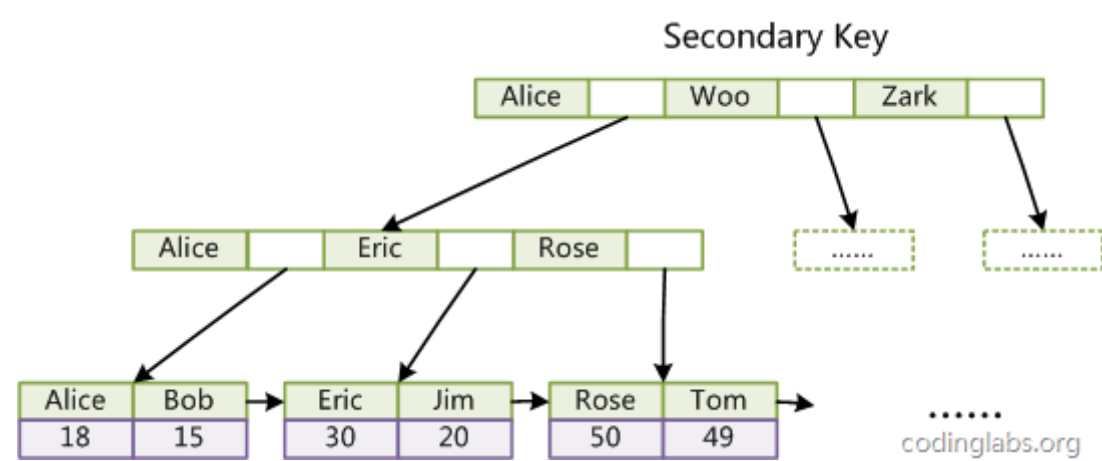 Secondary Key
Alice Woo Zark
Alice Eric Rose
......
......
Alice Bob Eric Jim Rose Tom
18 15 30 20 50 49
......
codinglabs.org